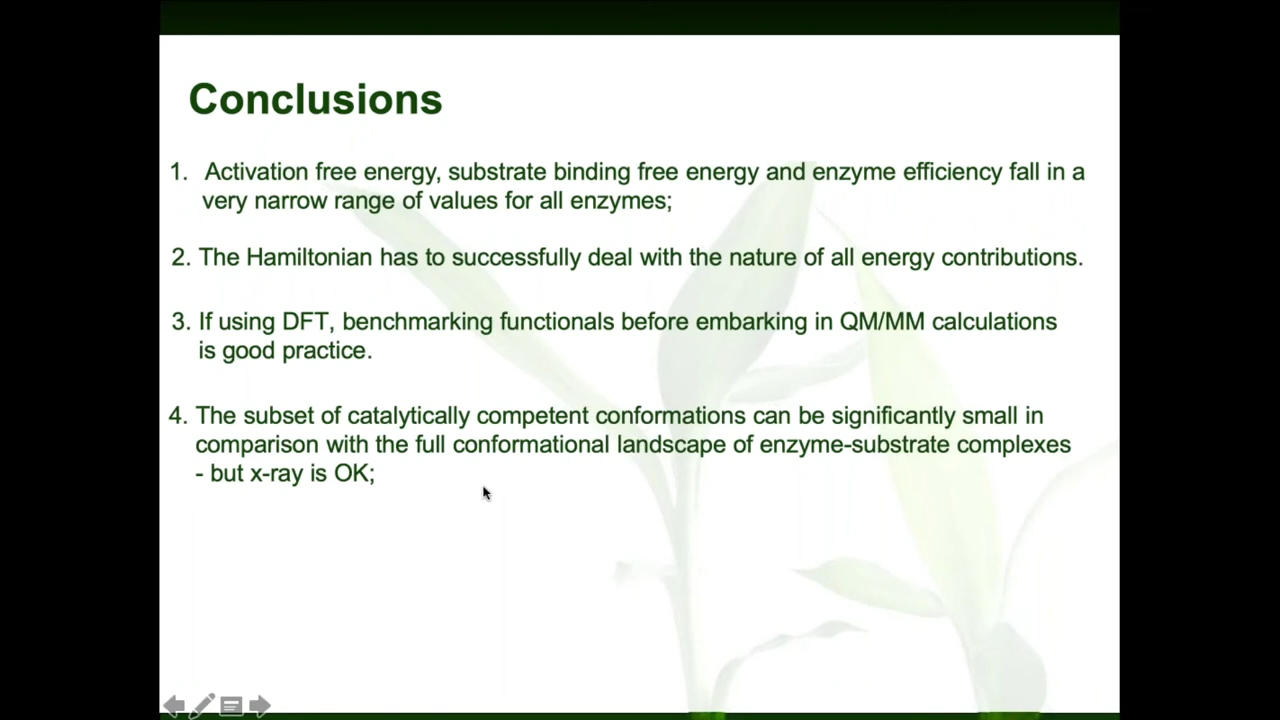 Conclusions
1. Activation free energy, substrate binding free energy and enzyme efficiency fall in a
very narrow range of values for all enzymes;
2. The Hamiltonian has to successfully deal with the nature of all energy contributions.
3. If using DFT, benchmarking functionals before embarking in QM/MM calculations
is good practice.
4. The subset of catalytically competent conformations can be significantly small in
comparison with the full conformational landscape of enzyme-substrate complexes
- but x-ray is OK;